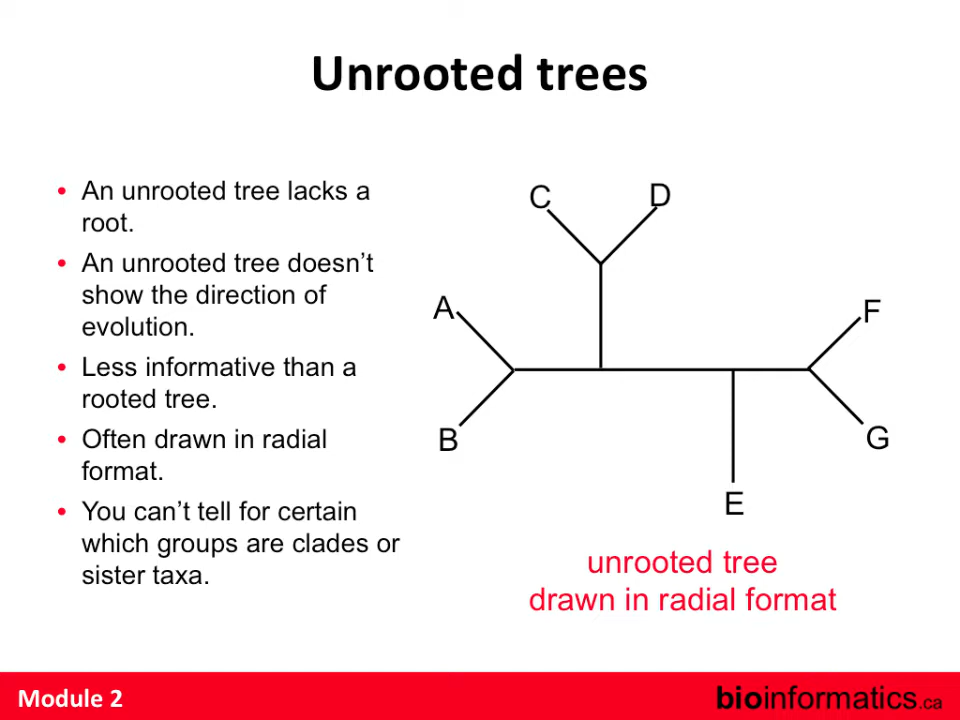 Unrooted trees
• An unrooted tree lacks a
root.
• An unrooted tree doesn’t
show the direction of
evolution.
• Less informative than a
rooted tree.
• Often drawn in radial
format.
• You can’t tell for certain
which groups are clades or
sister taxa.
C D
A F
B G
E
unrooted tree
drawn in radial format
Module 2
bioinformatics.ca